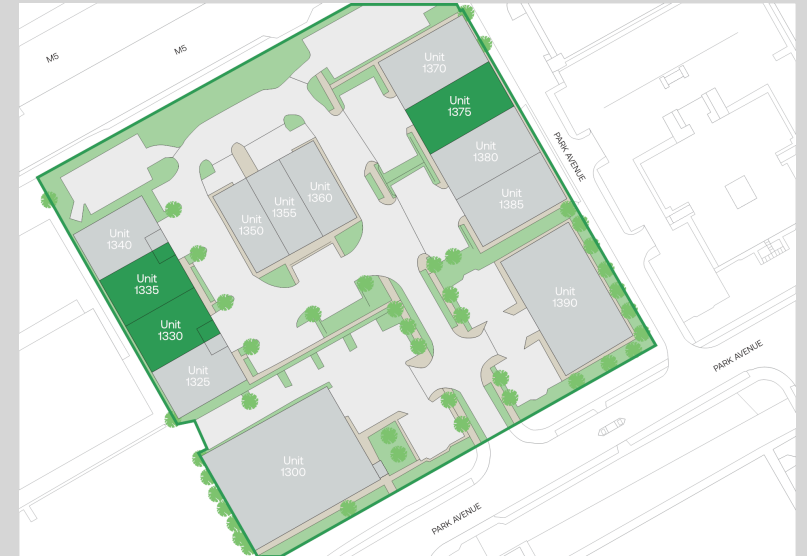 M5
M5
Unit
1370
Unit
1375
Unit
1380
Unit
1385
PARK AVENUE
Unit
1360
Unit
1355
Unit
1350
Unit
1340
Unit
1335
Unit
1330
Unit
1325
Unit
1390
PARK AVENUE
Unit
1300
PARK AVENUE